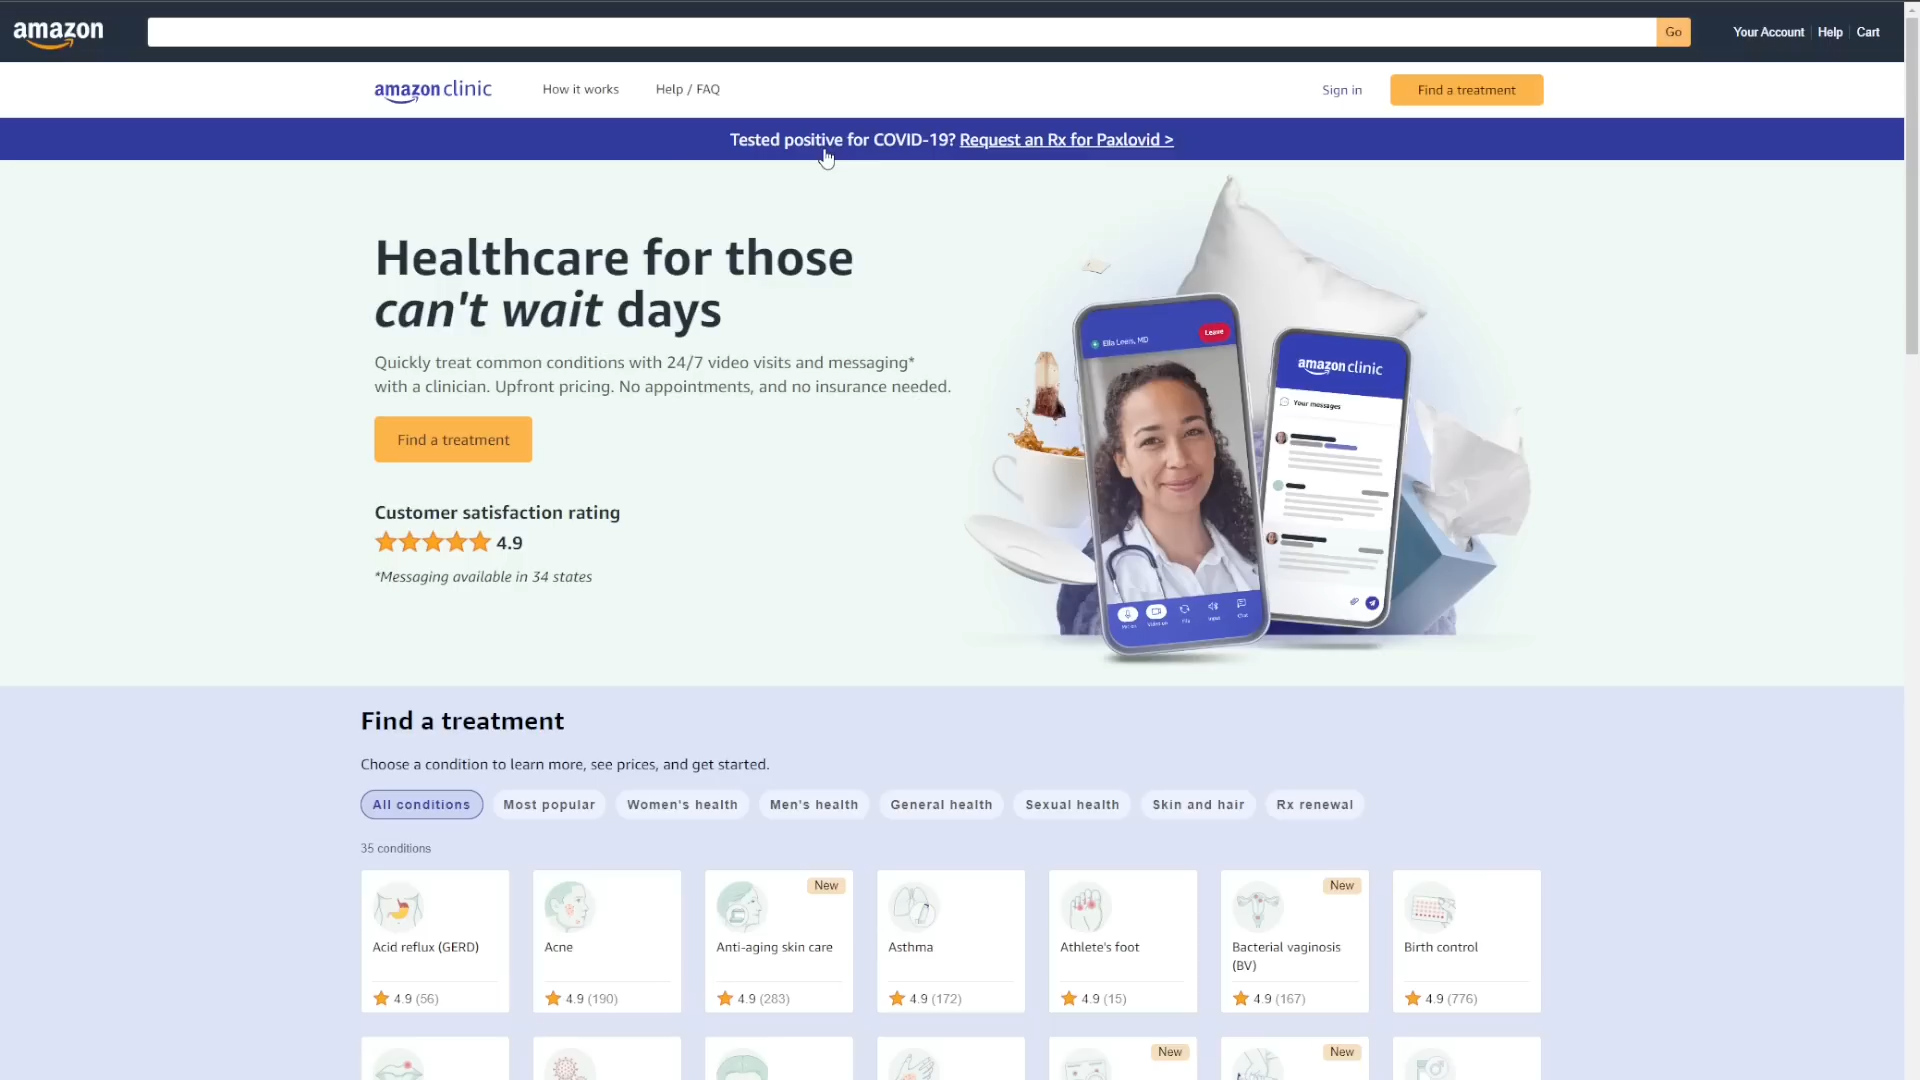 amazon
Go
Your Account
Help
Cart
amazon clinic
How it works
Help / FAQ
Sign in
Find a treatment
Tested positive for COVID-19? Request an Rx for Paxlovid >
Healthcare for those
can't wait days
Quickly treat common conditions with 24/7 video visits and messaging*
with a clinician. Upfront pricing. No appointments, and no insurance needed.
Find a treatment
Customer satisfaction rating
4.9
*Messaging available in 34 states
Leave
amazon clinic
Your messages
Find a treatment
Choose a condition to learn more, see prices, and get started.
All conditions
Most popular
Women's health
Men's health
General health
Sexual health
Skin and hair
Rx renewal
35 conditions
New
New
Acid reflux (GERD)
Acne
Anti-aging skin care
Asthma
Athlete's foot
Bacterial vaginosis
(BV)
Birth control
4.9 (56)
4.9 (190)
4.9 (283)
4.9 (172)
4.9 (15)
4.9 (167)
4.9 (776)
New
New